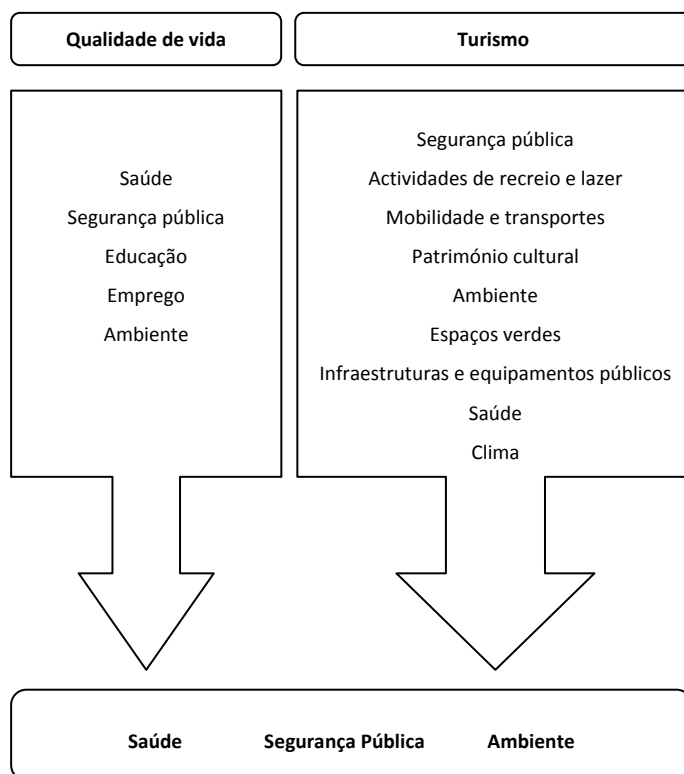 Qualidade de vida
Turismo
Saúde
Segurança pública
Educação
Emprego
Ambiente
Segurança pública
Actividades de recreio e lazer
Mobilidade e transportes
Património cultural
Ambiente
Espaços verdes
Infraestruturas e equipamentos públicos
Saúde
Clima
Saúde Segurança Pública Ambiente